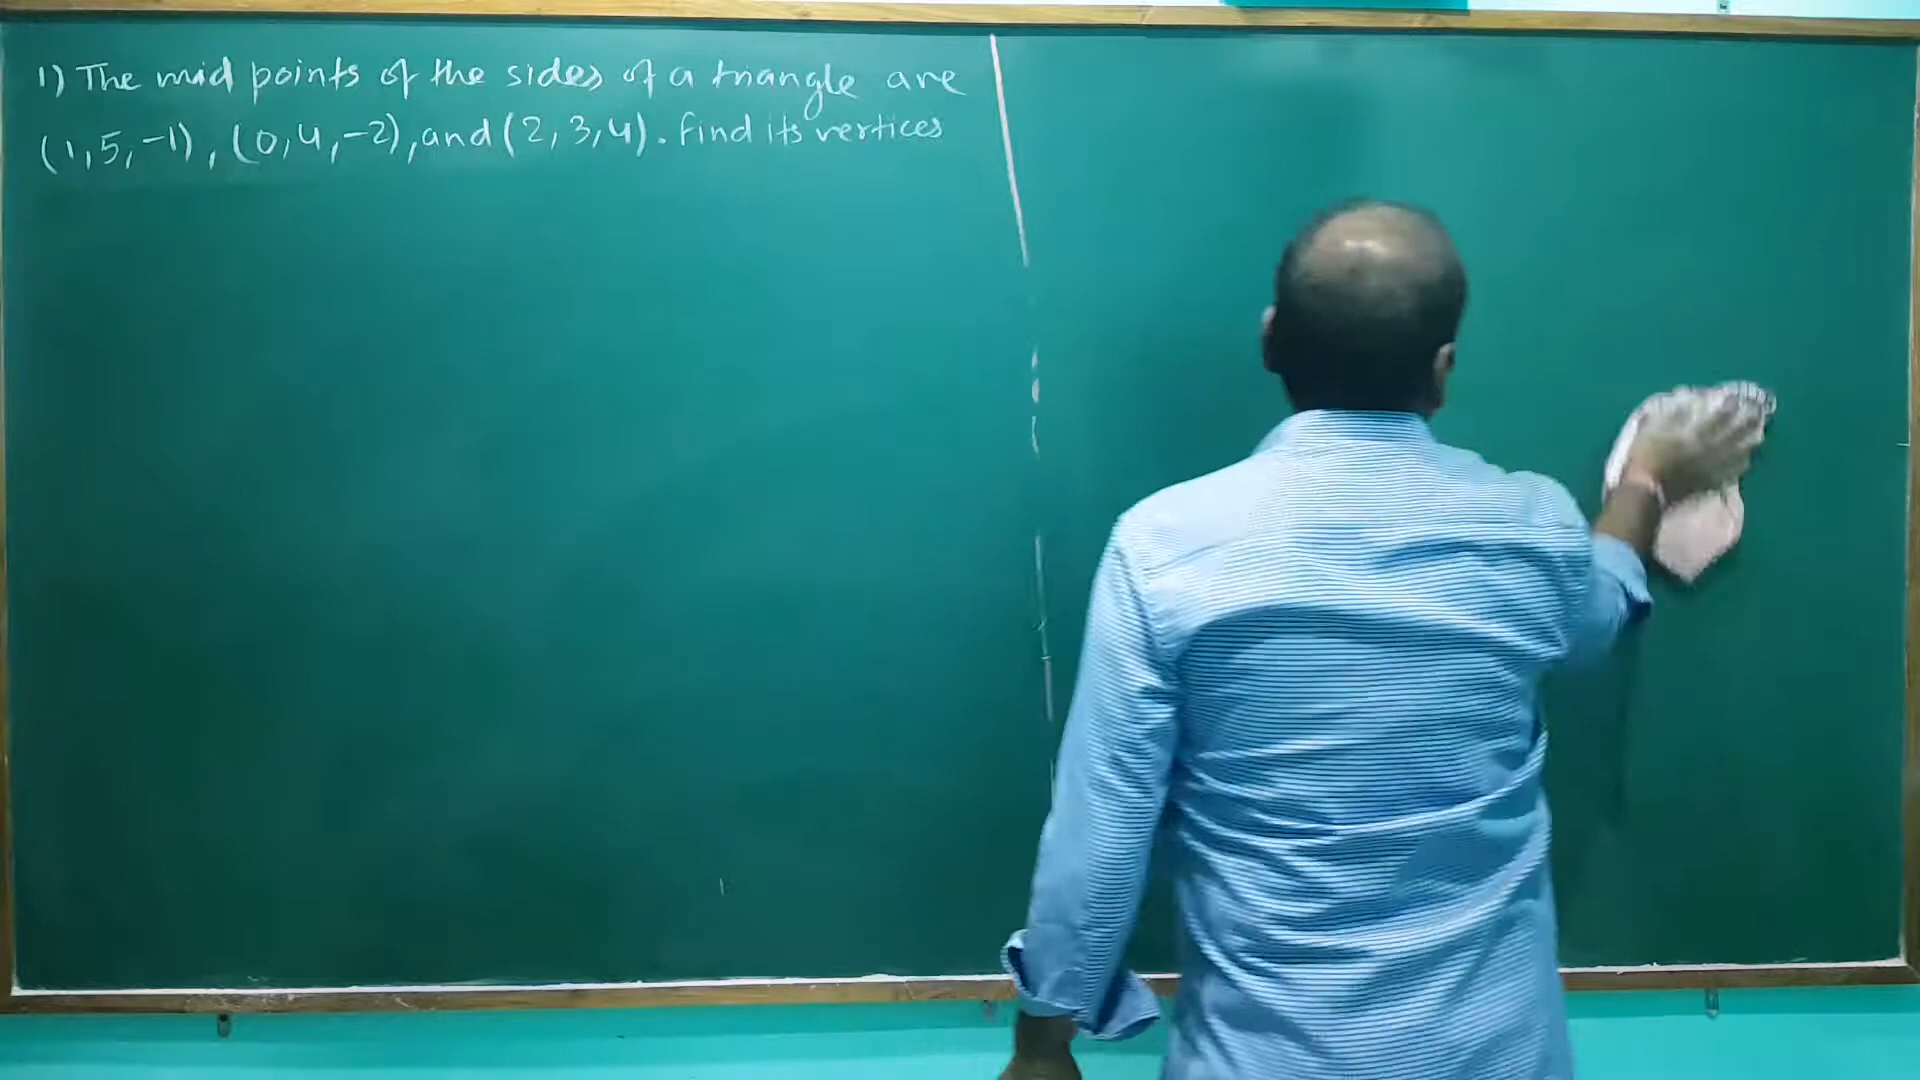 1) The mid points of the sides of a triangle are
(1,5,-1), (0,4,-2), and (2,3,4). Find its vertices